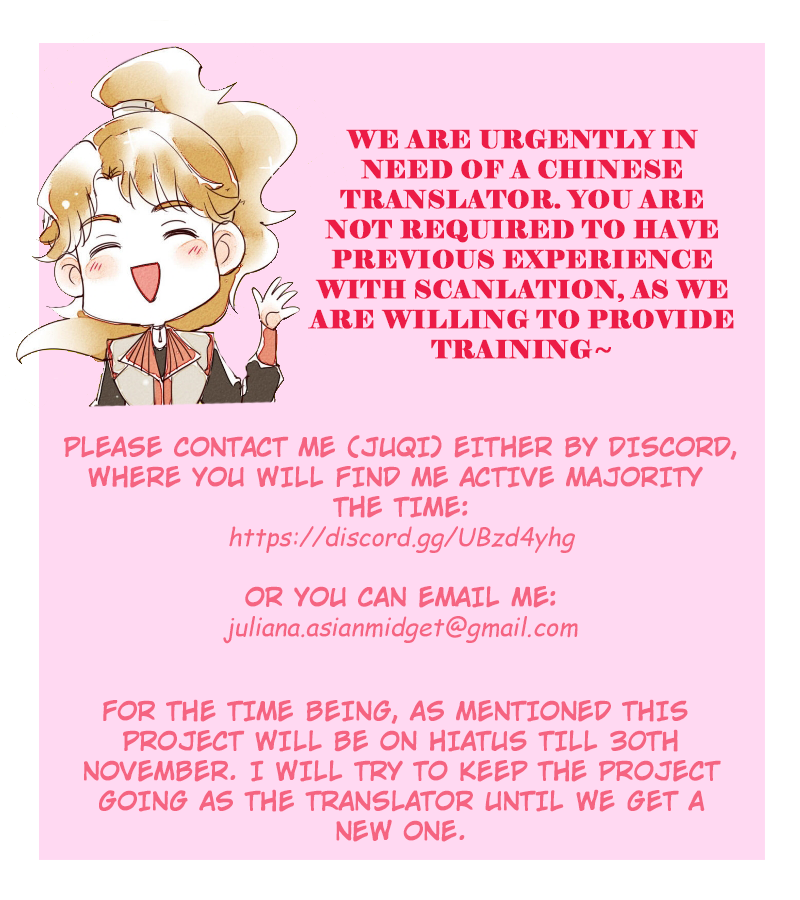 WE ARE URGENTLY IN
NEED OF A CHINESE
TRANSLATOR. YOU ARE
NOT REQUIRED TO HAVE
PREVIOUS EXPERIENCE
WITH SCANLATION, AS WE
ARE WILLING TO PROVIDE
TRAINING~
PLEASE CONTACT ME (JUQI) EITHER BY DISCORD,
WHERE YOU WILL FIND ME ACTIVE MAJORITY
THE TIME:
https://discord.gg/UBzd4yhg
OR YOU CAN EMAIL ME:
juliana.asianmidget@gmail.com
FOR THE TIME BEING, AS MENTIONED THIS
PROJECT WILL BE ON HIATUS TILL 30TH
NOVEMBER. I WILL TRY TO KEEP THE PROJECT
GOING AS THE TRANSLATOR UNTIL WE GET A
NEW ONE.